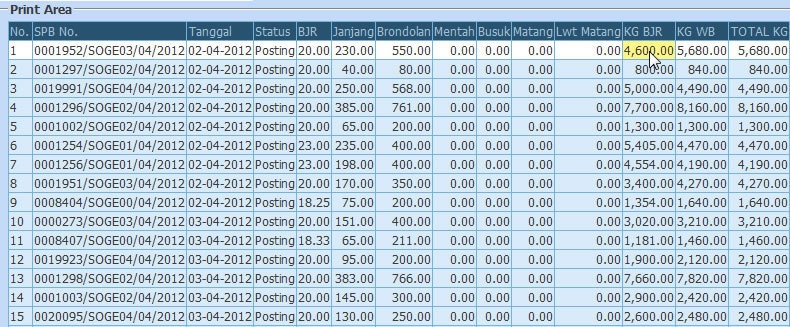 Print Area
No. SPB No. Tanggal Status BJR Janjang Brondolan Mentah Busuk Matang Lwt Matang KG BJR KG WB TOTAL KG
1 0001952/SOGE03/04/2012 02-04-2012 Posting 20.00 230.00 550.00 0.00 0.00 0.00 0.00 4,600.00 5,680.00 5,680.00
2 0001297/SOGE02/04/2012 02-04-2012 Posting 20.00 40.00 80.00 0.00 0.00 0.00 0.00 800.00 840.00 840.00
3 0019991/SOGE04/04/2012 02-04-2012 Posting 20.00 250.00 568.00 0.00 0.00 0.00 0.00 5,000.00 4,490.00 4,490.00
4 0001296/SOGE02/04/2012 02-04-2012 Posting 20.00 385.00 761.00 0.00 0.00 0.00 0.00 7,700.00 8,160.00 8,160.00
5 0001002/SOGE02/04/2012 02-04-2012 Posting 20.00 65.00 200.00 0.00 0.00 0.00 0.00 1,300.00 1,300.00 1,300.00
6 0001254/SOGE01/04/2012 02-04-2012 Posting 23.00 235.00 400.00 0.00 0.00 0.00 0.00 5,405.00 4,470.00 4,470.00
7 0001256/SOGE01/04/2012 02-04-2012 Posting 23.00 198.00 400.00 0.00 0.00 0.00 0.00 4,554.00 4,190.00 4,190.00
8 0001951/SOGE03/04/2012 02-04-2012 Posting 20.00 170.00 350.00 0.00 0.00 0.00 0.00 3,400.00 4,270.00 4,270.00
9 0008404/SOGE00/04/2012 02-04-2012 Posting 18.25 75.00 200.00 0.00 0.00 0.00 0.00 1,354.00 1,640.00 1,640.00
10 0000273/SOGE03/04/2012 03-04-2012 Posting 20.00 151.00 400.00 0.00 0.00 0.00 0.00 3,020.00 3,210.00 3,210.00
11 0008407/SOGE00/04/2012 03-04-2012 Posting 18.33 65.00 211.00 0.00 0.00 0.00 0.00 1,181.00 1,460.00 1,460.00
12 0019923/SOGE04/04/2012 03-04-2012 Posting 20.00 95.00 200.00 0.00 0.00 0.00 0.00 1,900.00 2,120.00 2,120.00
13 0001298/SOGE02/04/2012 03-04-2012 Posting 20.00 383.00 766.00 0.00 0.00 0.00 0.00 7,660.00 7,820.00 7,820.00
14 0001003/SOGE02/04/2012 03-04-2012 Posting 20.00 145.00 300.00 0.00 0.00 0.00 0.00 2,900.00 2,420.00 2,420.00
15 0020095/SOGE04/04/2012 03-04-2012 Posting 20.00 130.00 250.00 0.00 0.00 0.00 0.00 2,600.00 2,480.00 2,480.00